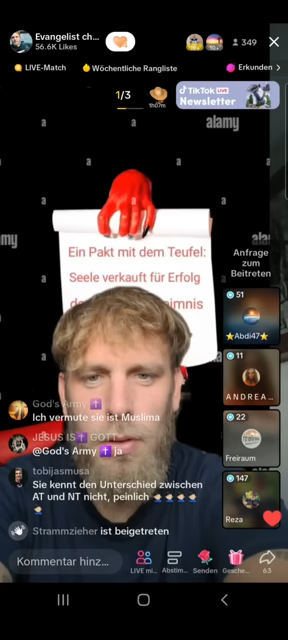 Evangelist ch...
56.6K Likes
349
LIVE-Match
Wöchentliche Rangliste
Erkunden >
1/3
1h07m
TikTok LIVE
Newsletter
a
a
alamy
a
a
a
Ein Pakt mit dem Teufel:
Seele verkauft für Erfolg
Anfrage
zum
Beitreten
51
⭐Abdi47⭐
11
A N D R E A ...
22
Freiraum
147
Reza
God's Army ✝️
Ich vermute sie ist Muslima
JESUS IS✝️GOTT
@God's Army ✝️ ja
tobijasmusa
Sie kennt den Unterschied zwischen
AT und NT nicht, peinlich 🤦🏼‍♂️🤦🏼‍♂️🤦🏼‍♂️🤦🏼‍♂️
Strammzieher ist beigetreten
Kommentar hinz...
LIVE mi...
Abstim...
Senden
Gesche...
63